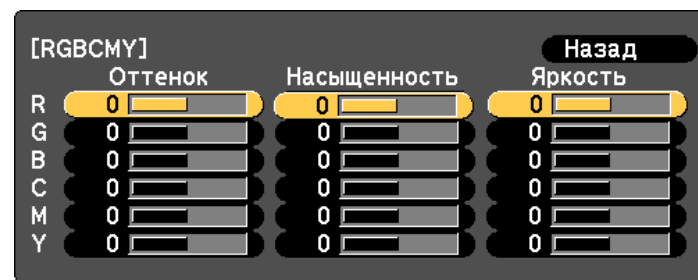 [RGBCMY] Назад
Оттенок Насыщенность Яркость
R 0 0 0
G 0 0 0
B 0 0 0
C 0 0 0
M 0 0 0
Y 0 0 0